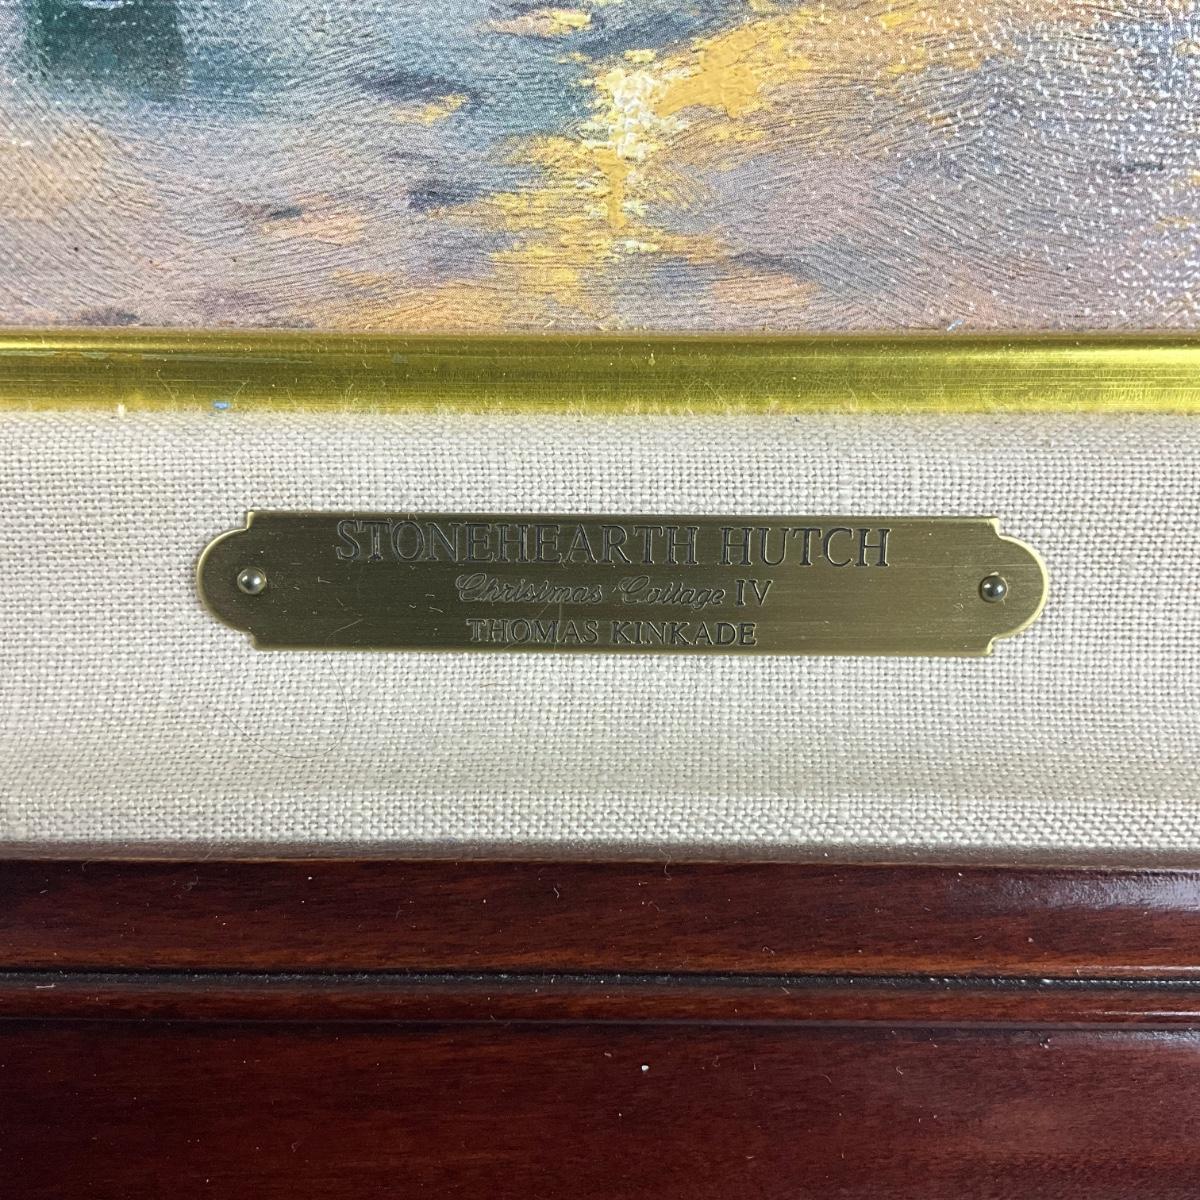 STONEHEARTH HUTCH
Christmas Cottage IV
THOMAS KINKADE